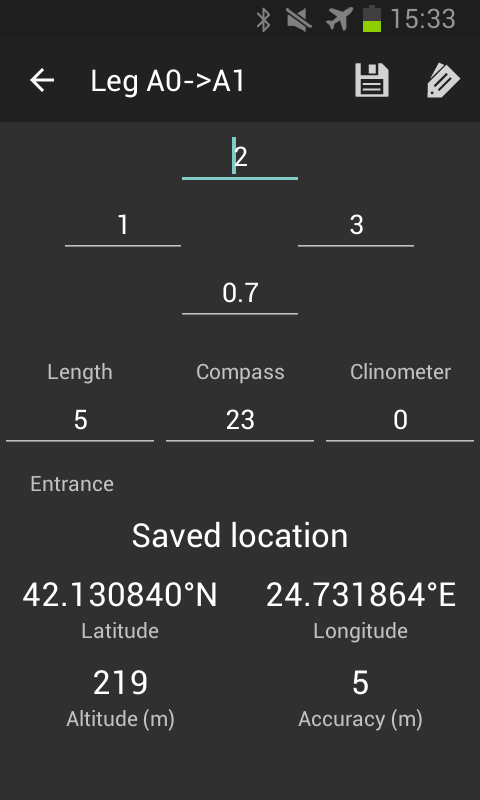 15:33
Leg A0->A1
2
1 3
0.7
Length Compass Clinometer
5 23 0
Entrance
Saved location
42.130840°N 24.731864°E
Latitude Longitude
219 5
Altitude (m) Accuracy (m)